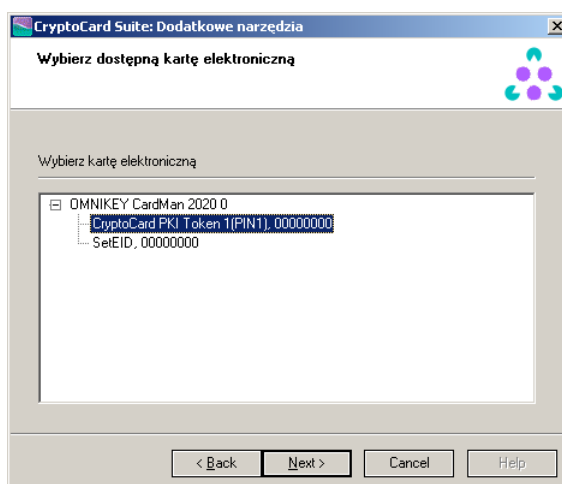 CryptoCard Suite: Dodatkowe narzędzia
Wybierz dostępną kartę elektroniczną
Wybierz kartę elektroniczną
OMNIKEY CardMan 2020 0
CryptoCard PKI Token 1(PIN1), 00000000
SetEID, 00000000
< Back Next > Cancel Help